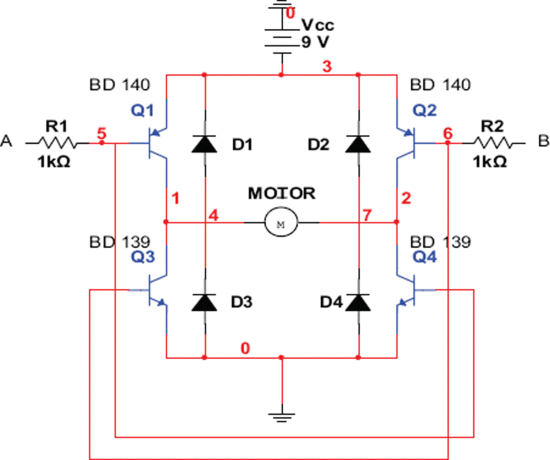 0
Vcc
9 V
3
BD 140
BD 140
Q1
Q2
A
R1
5
D1
D2
6
R2
B
1kΩ
1kΩ
1
MOTOR
2
4
M
7
BD 139
BD 139
Q3
Q4
D3
D4
0